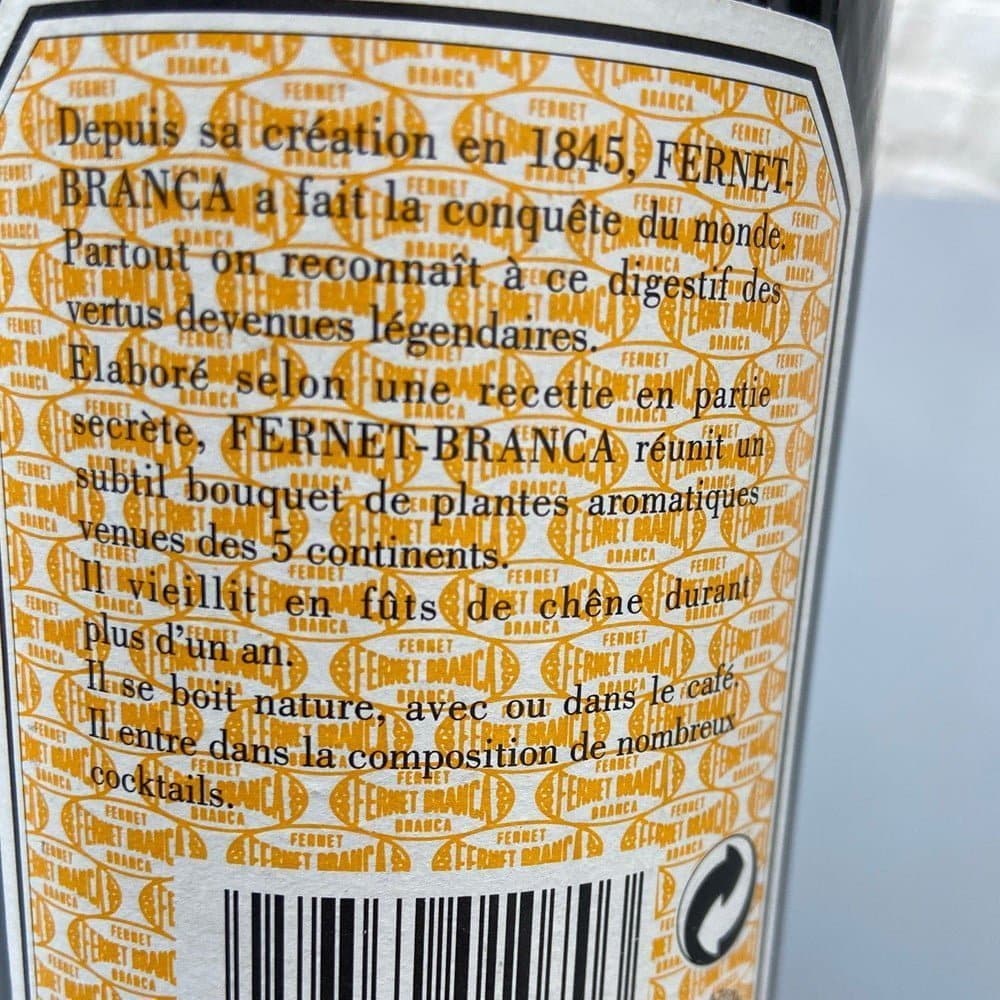 Depuis sa création en 1845, FERNET-
BRANCA a fait la conquête du monde.
Partout on reconnaît à ce digestif des
vertus devenues légendaires.
Elaboré selon une recette en partie
secrète, FERNET-BRANCA réunit un
subtil bouquet de plantes aromatiques
venues des 5 continents.
Il vieillit en fûts de chêne durant
plus d'un an.
Il se boit nature, avec ou dans le café.
Il entre dans la composition de nombreux
cocktails.